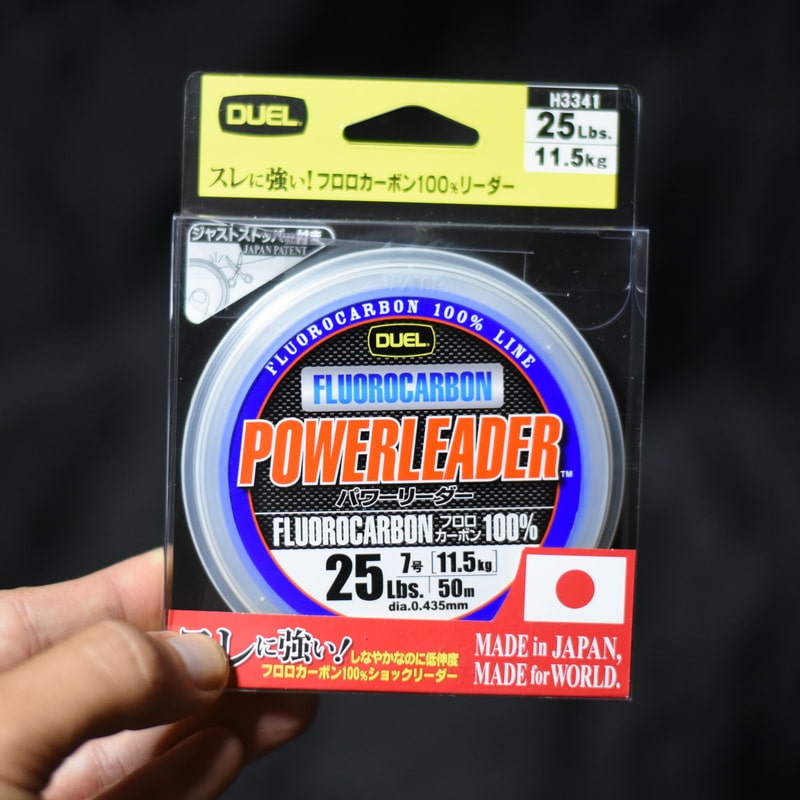 DUEL®
H3341
25Lbs.
11.5kg
スレに強い!フロロカーボン100%リーダー
ジャストストッパー付き
JAPAN PATENT
FLUOROCARBON 100% LINE
DUEL®
FLUOROCARBON
POWERLEADER™
パワーリーダー
FLUOROCARBON フロロカーボン 100%
25Lbs. 7号 [11.5kg] 50m
dia.0.435mm
スレに強い!
しなやかなのに低伸度
フロロカーボン100%ショックリーダー
MADE in JAPAN,
MADE for WORLD.